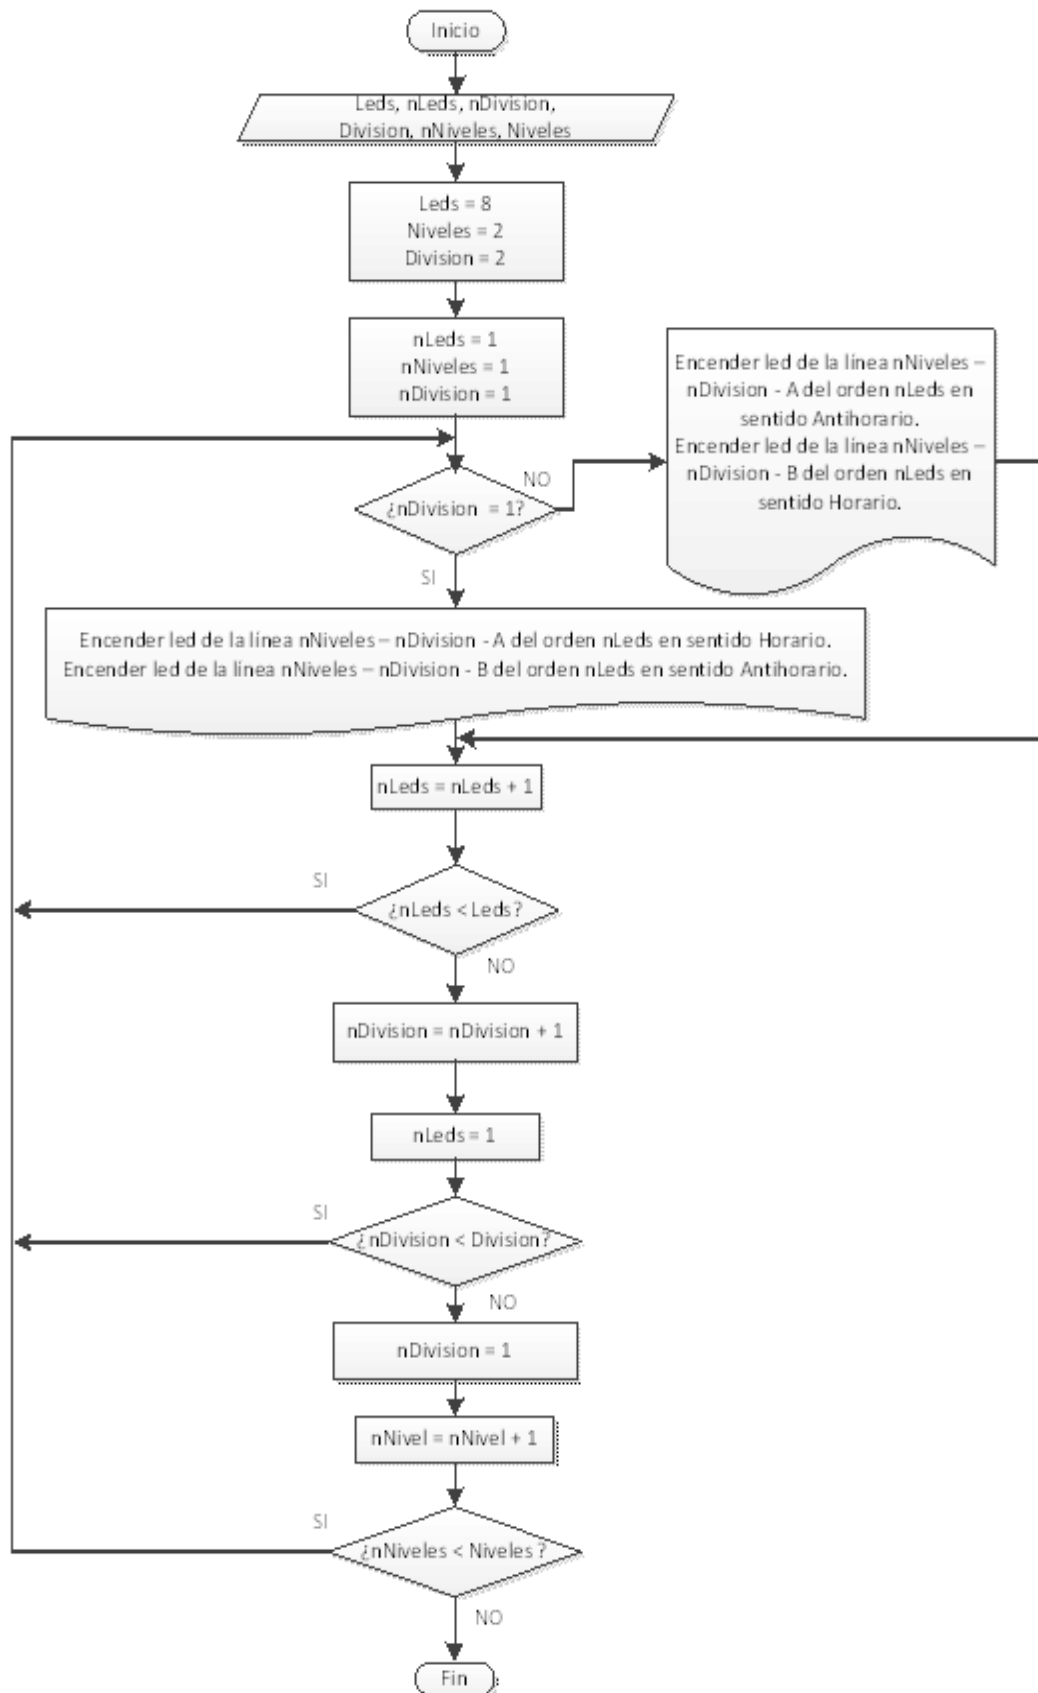 Inicio
Leds, nLeds, nDivision,
Division, nNiveles, Niveles
Leds = 8
Niveles = 2
Division = 2
nLeds = 1
nNiveles = 1
nDivision = 1
¿nDivision = 1?
NO
Encender led de la línea nNiveles –
nDivision - A del orden nLeds en
sentido Antihorario.
Encender led de la línea nNiveles –
nDivision - B del orden nLeds en
sentido Horario.
SI
Encender led de la línea nNiveles – nDivision - A del orden nLeds en sentido Horario.
Encender led de la línea nNiveles – nDivision - B del orden nLeds en sentido Antihorario.
nLeds = nLeds + 1
SI
¿nLeds < Leds?
NO
nDivision = nDivision + 1
nLeds = 1
SI
¿nDivision < Division?
NO
nDivision = 1
nNivel = nNivel + 1
SI
¿nNiveles < Niveles ?
NO
Fin